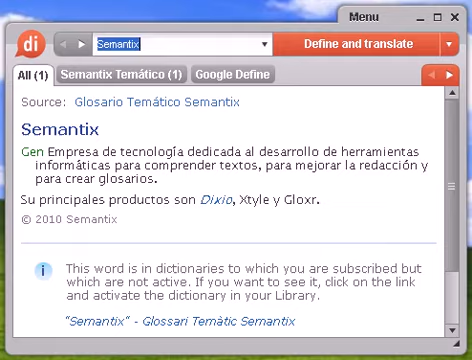 Menu
di
Semantix
Define and translate
All (1)
Semantix Temático (1)
Google Define
Source: Glosario Temático Semantix
Semantix
Gen Empresa de tecnología dedicada al desarrollo de herramientas
informáticas para comprender textos, para mejorar la redacción y
para crear glosarios.
Su principales productos son Dixio, Xtyle y Gloxr.
© 2010 Semantix
i
This word is in dictionaries to which you are subscribed but
which are not active. If you want to see it, click on the link
and activate the dictionary in your Library.
"Semantix" - Glossari Temàtic Semantix